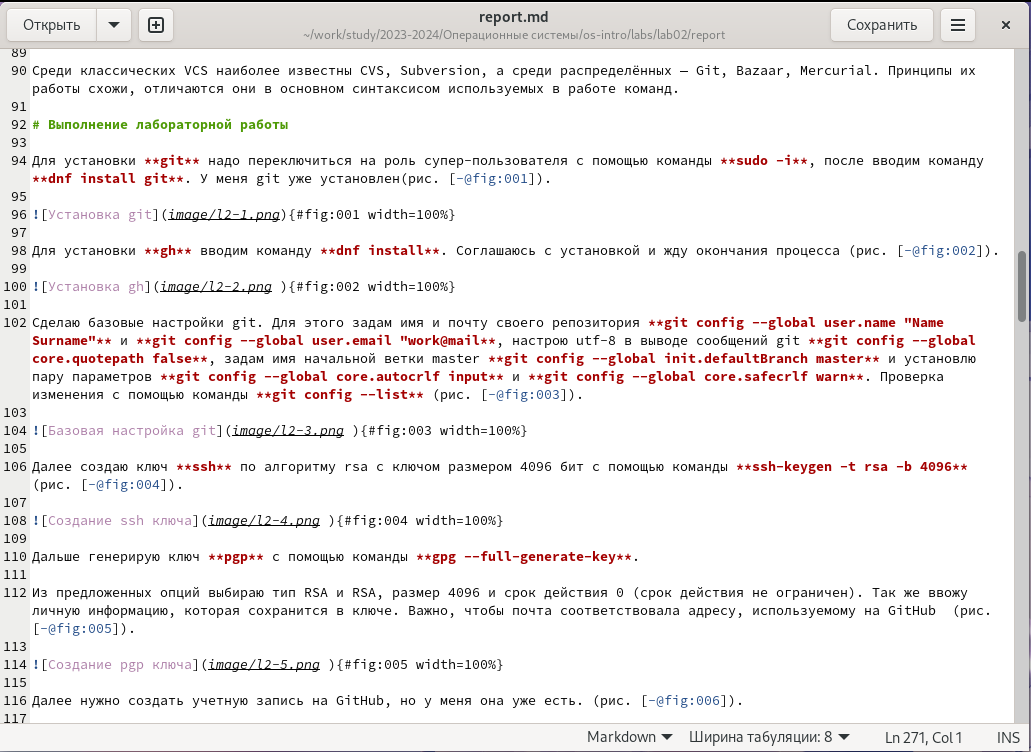 Открыть
report.md
~/work/study/2023-2024/Операционные системы/os-intro/labs/lab02/report
Сохранить
89
90 Среди классических VCS наиболее известны CVS, Subversion, а среди распределённых — Git, Bazaar, Mercurial. Принципы их
работы схожи, отличаются они в основном синтаксисом используемых в работе команд.
91
92 # Выполнение лабораторной работы
93
94 Для установки **git** надо переключиться на роль супер-пользователя с помощью команды **sudo -i**, после вводим команду
**dnf install git**. У меня git уже установлен(рис. [-@fig:001]).
95
96 ![Установка git](image/l2-1.png){#fig:001 width=100%}
97
98 Для установки **gh** вводим команду **dnf install**. Соглашаюсь с установкой и жду окончания процесса (рис. [-@fig:002]).
99
100 ![Установка gh](image/l2-2.png ){#fig:002 width=100%}
101
102 Сделаю базовые настройки git. Для этого задам имя и почту своего репозитория **git config --global user.name "Name
Surname"** и **git config --global user.email "work@mail**, настрою utf-8 в выводе сообщений git **git config --global
core.quotepath false**, задам имя начальной ветки master **git config --global init.defaultBranch master** и установлю
пару параметров **git config --global core.autocrlf input** и **git config --global core.safecrlf warn**. Проверка
изменения с помощью команды **git config --list** (рис. [-@fig:003]).
103
104 ![Базовая настройка git](image/l2-3.png ){#fig:003 width=100%}
105
106 Далее создаю ключ **ssh** по алгоритму rsa с ключом размером 4096 бит с помощью команды **ssh-keygen -t rsa -b 4096**
(рис. [-@fig:004]).
107
108 ![Создание ssh ключа](image/l2-4.png ){#fig:004 width=100%}
109
110 Дальше генерирую ключ **pgp** с помощью команды **gpg --full-generate-key**.
111
112 Из предложенных опций выбираю тип RSA и RSA, размер 4096 и срок действия 0 (срок действия не ограничен). Так же ввожу
личную информацию, которая сохранится в ключе. Важно, чтобы почта соответствовала адресу, используемому на GitHub  (рис.
[-@fig:005]).
113
114 ![Создание pgp ключа](image/l2-5.png ){#fig:005 width=100%}
115
116 Далее нужно создать учетную запись на GitHub, но у меня она уже есть. (рис. [-@fig:006]).
117
Markdown
Ширина табуляции: 8
Ln 271, Col 1
INS